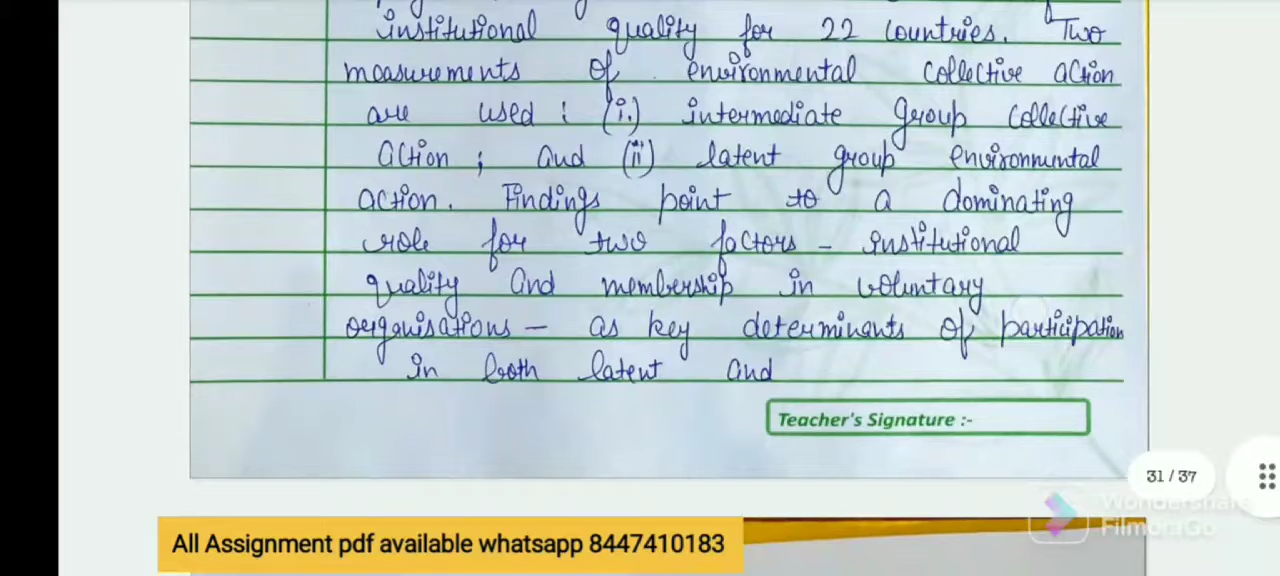 institutional quality for 22 countries. Two
measurements of environmental collective action
are used : (i.) intermediate group collective
action ; and (ii) latent group environmental
action. Findings point to a dominating
role for two factors – institutional
quality and membership in voluntary
organisations – as key determinants of participation
in both latent and
Teacher's Signature :-
31 / 37
Wondershare
FilmoraGo
All Assignment pdf available whatsapp 8447410183